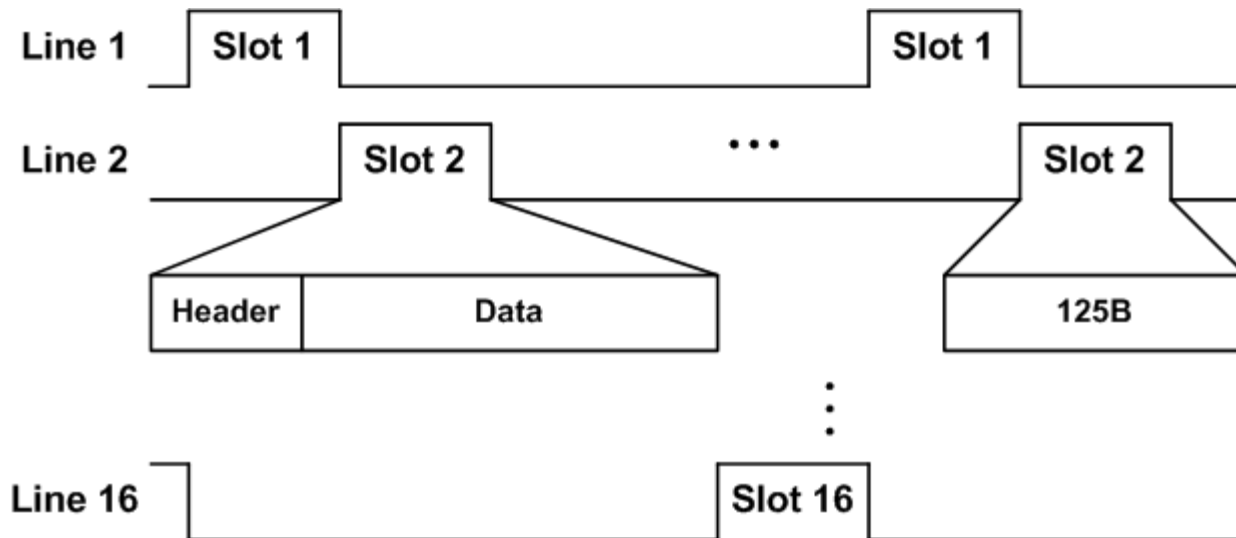 Line 1 Slot 1 Slot 1
Line 2 Slot 2 ... Slot 2
Header Data 125B
Line 16 Slot 16